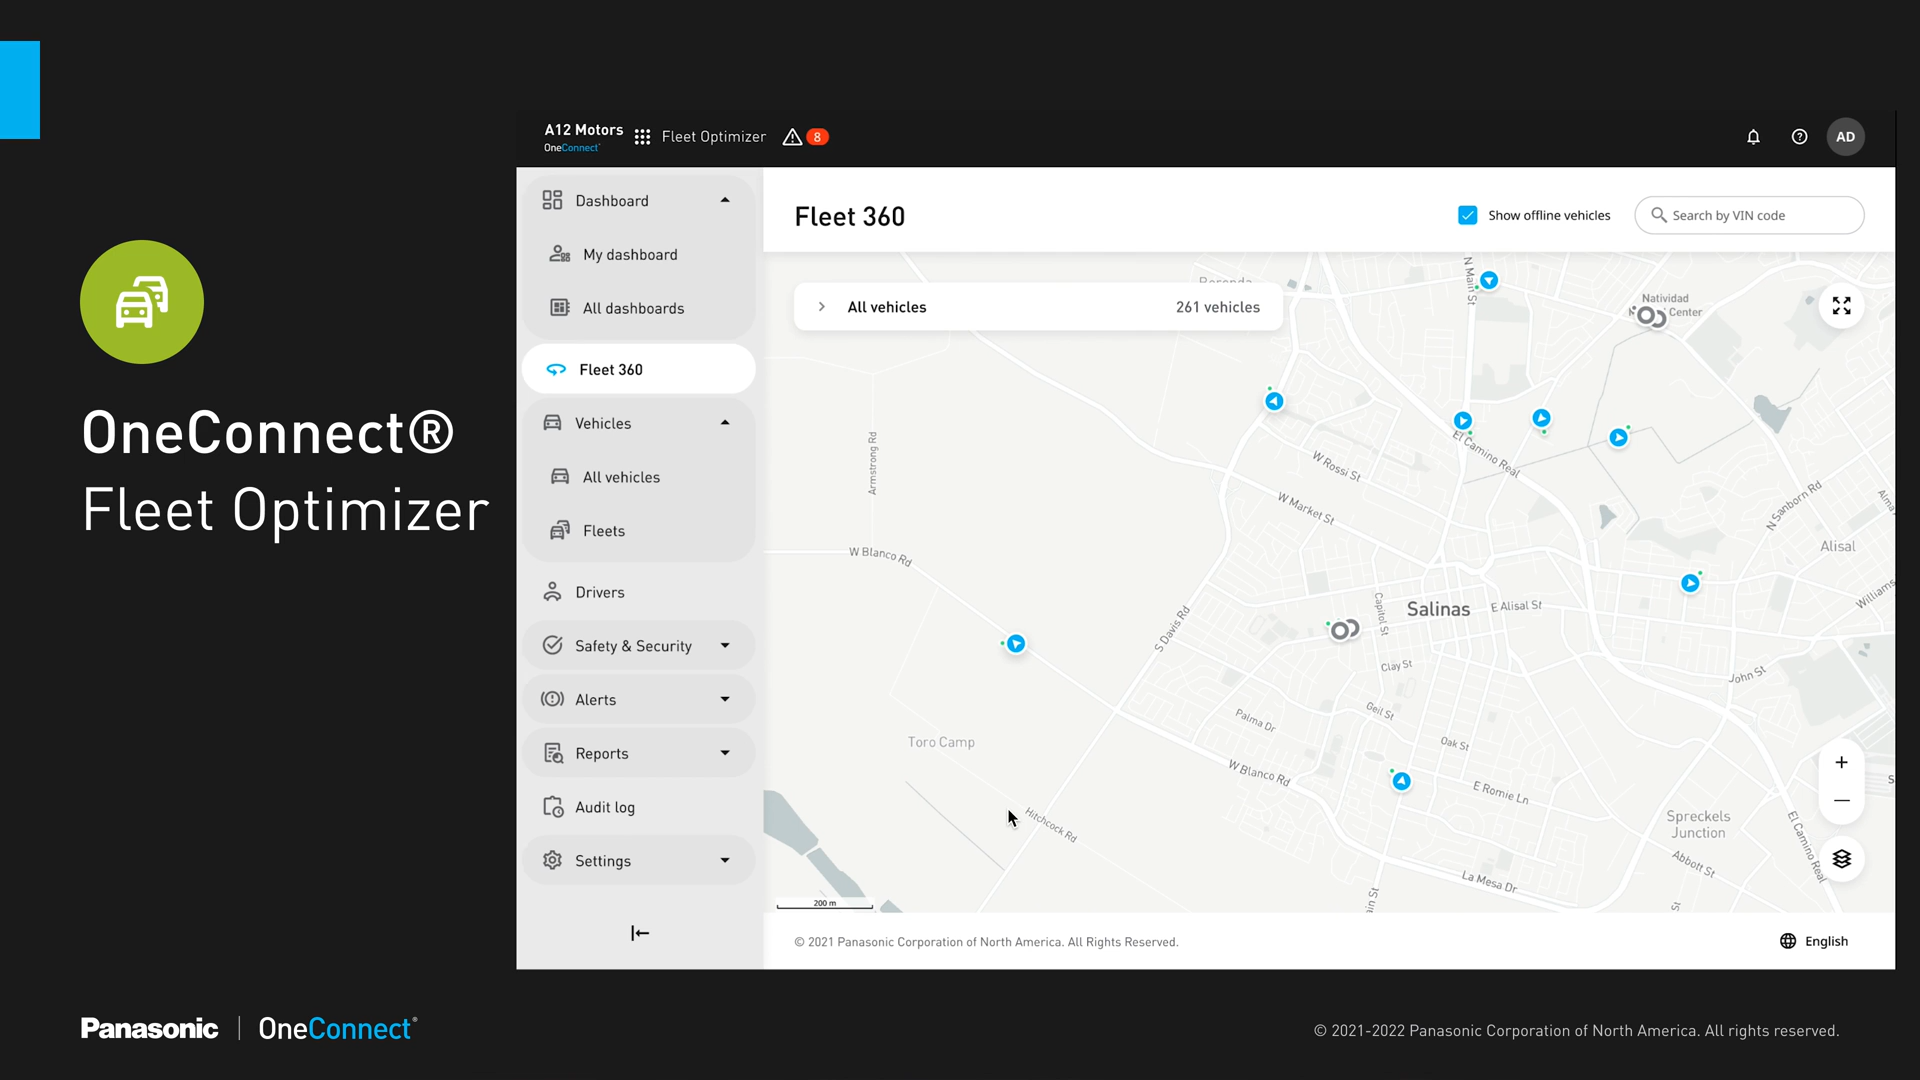 OneConnect®
Fleet Optimizer
A12 Motors
OneConnect
Fleet Optimizer
8
AD
Dashboard
My dashboard
All dashboards
Fleet 360
Vehicles
All vehicles
Fleets
Drivers
Safety & Security
Alerts
Reports
Audit log
Settings
Fleet 360
Show offline vehicles
Search by VIN code
All vehicles
261 vehicles
N Main St
Natividad
Center
Armstrong Rd
W Rossi St
El Camino Real
W Market St
N Sanborn Rd
Alisal
W Blanco Rd
S Davis Rd
Capitol St
Salinas
E Alisal St
Clay St
John St
Geil St
Palma Dr
Oak St
Toro Camp
W Blanco Rd
E Romie Ln
Hitchcock Rd
Spreckels
Junction
El Camino Real
Abbott St
La Mesa Dr
200 m
© 2021 Panasonic Corporation of North America. All Rights Reserved.
English
Panasonic
OneConnect®
© 2021-2022 Panasonic Corporation of North America. All rights reserved.